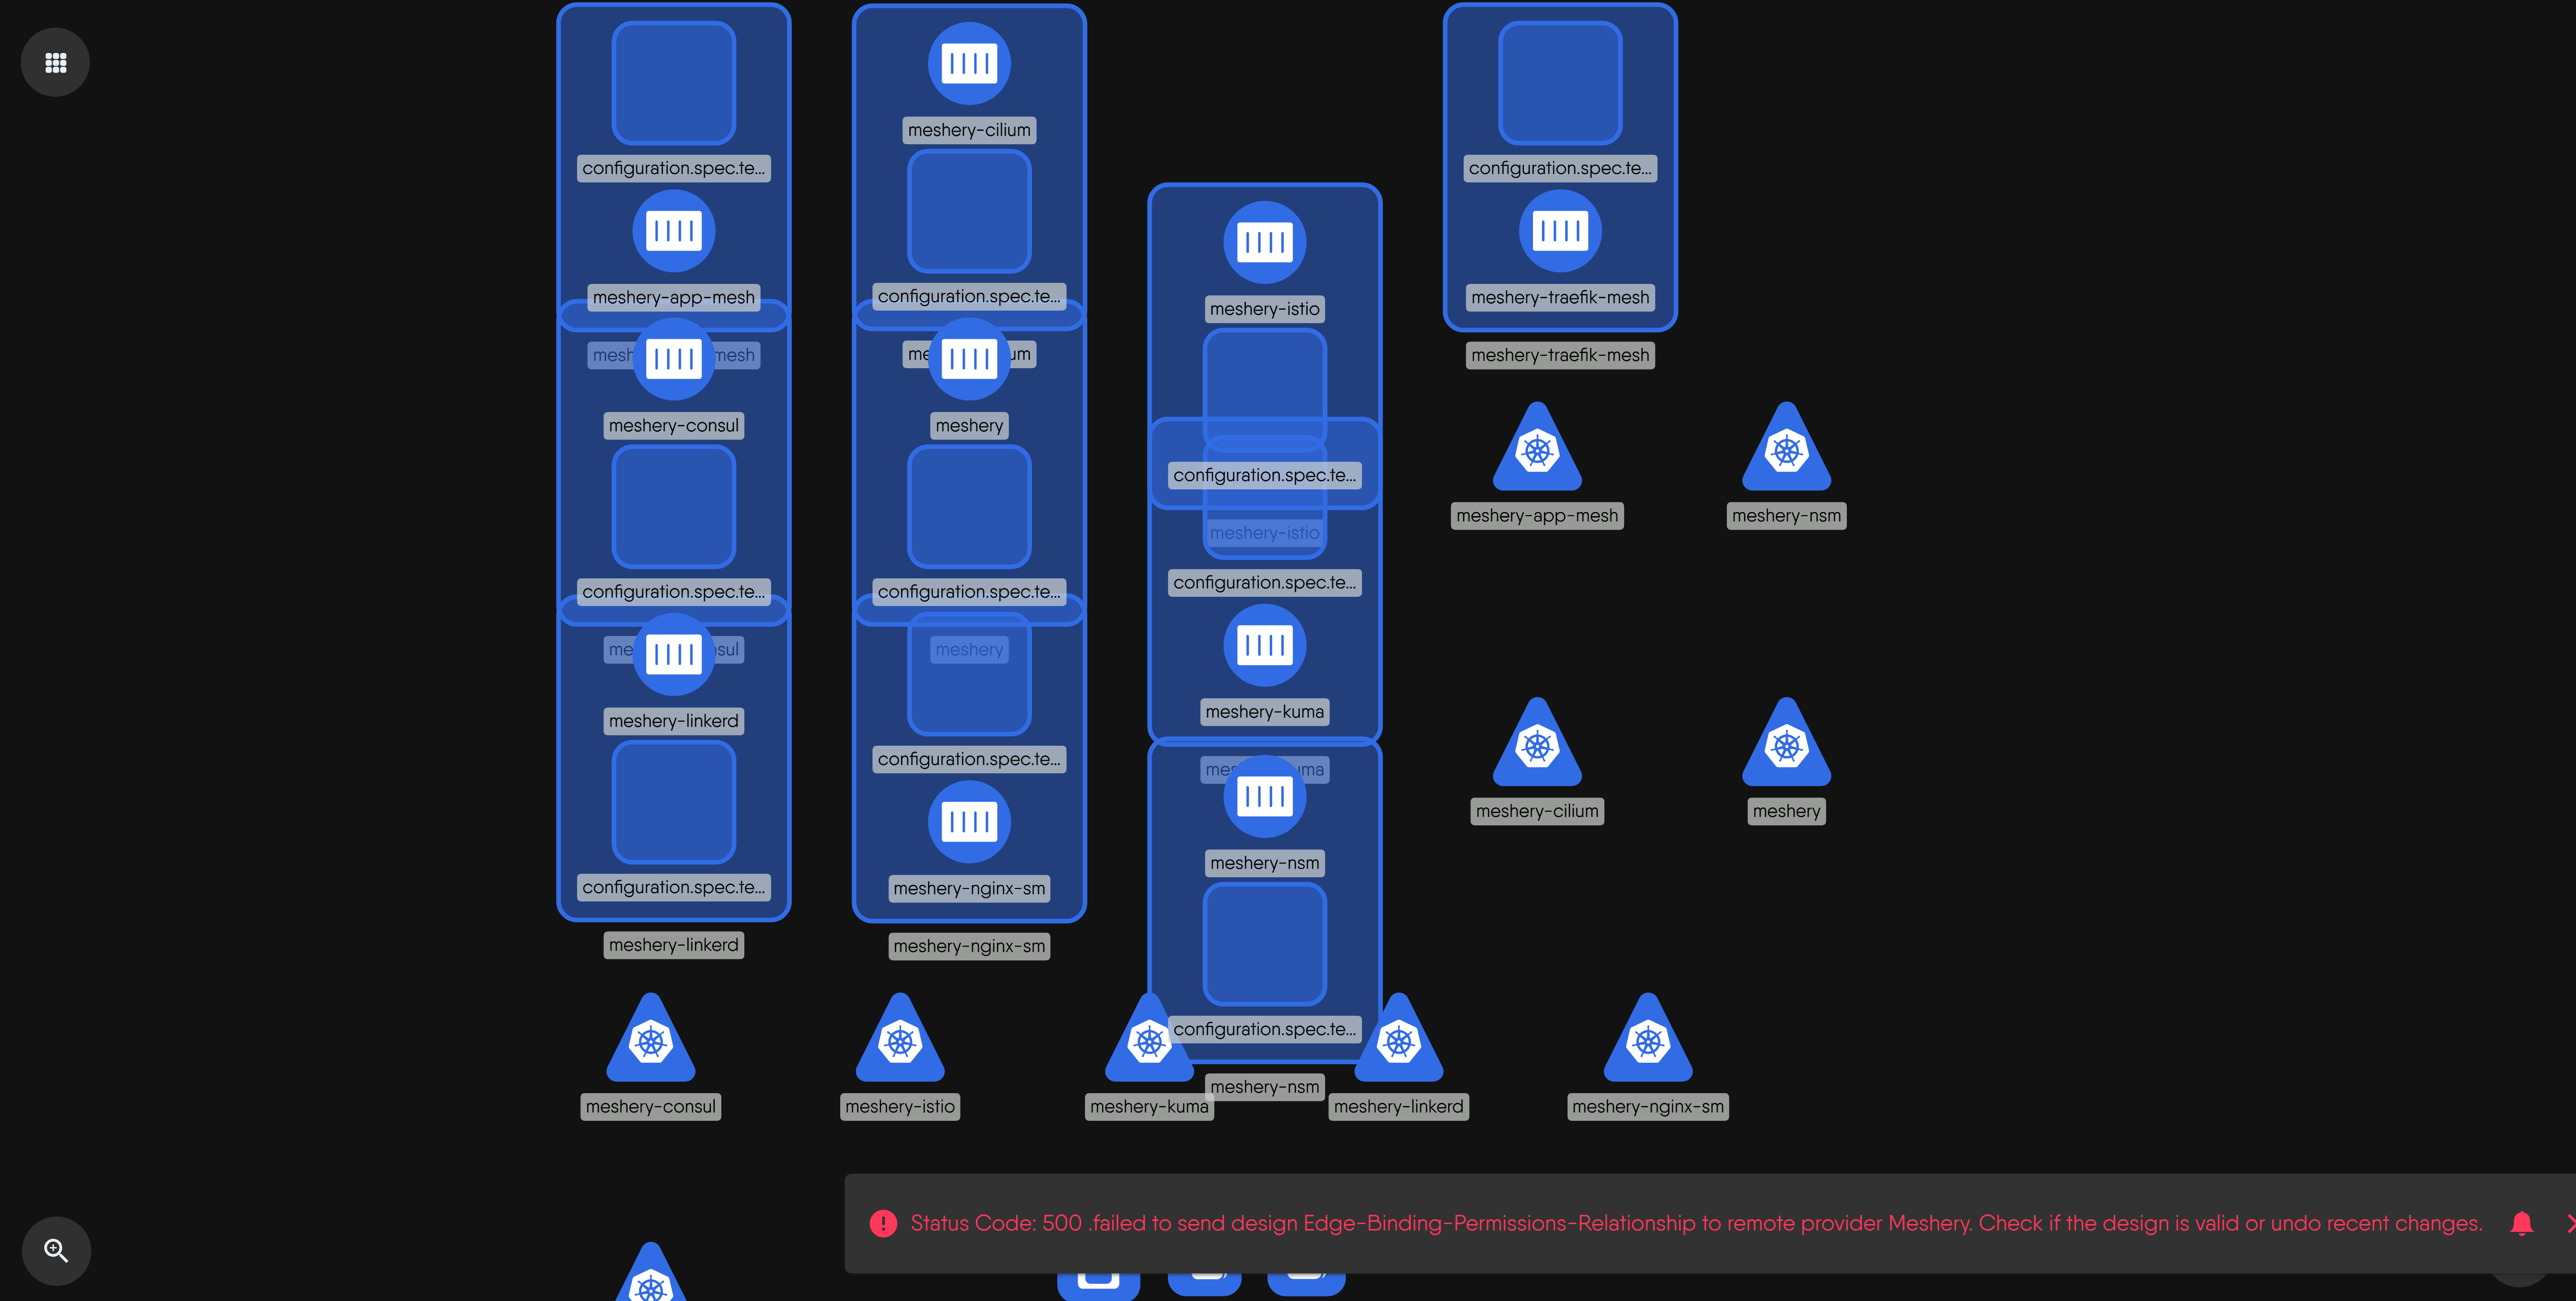 configuration.spec.te...
meshery-app-mesh
mesh mesh
meshery-consul
configuration.spec.te...
me sul
meshery-linkerd
configuration.spec.te...
meshery-linkerd
meshery-cilium
configuration.spec.te...
me um
meshery
configuration.spec.te...
meshery
configuration.spec.te...
meshery-nginx-sm
meshery-nginx-sm
meshery-istio
configuration.spec.te...
meshery-istio
configuration.spec.te...
meshery-kuma
mes ma
meshery-nsm
configuration.spec.te...
meshery-nsm
configuration.spec.te...
meshery-traefik-mesh
meshery-traefik-mesh
meshery-app-mesh
meshery-nsm
meshery-cilium
meshery
meshery-consul
meshery-istio
meshery-kuma
meshery-linkerd
meshery-nginx-sm
Status Code: 500 .failed to send design Edge-Binding-Permissions-Relationship to remote provider Meshery. Check if the design is valid or undo recent changes.